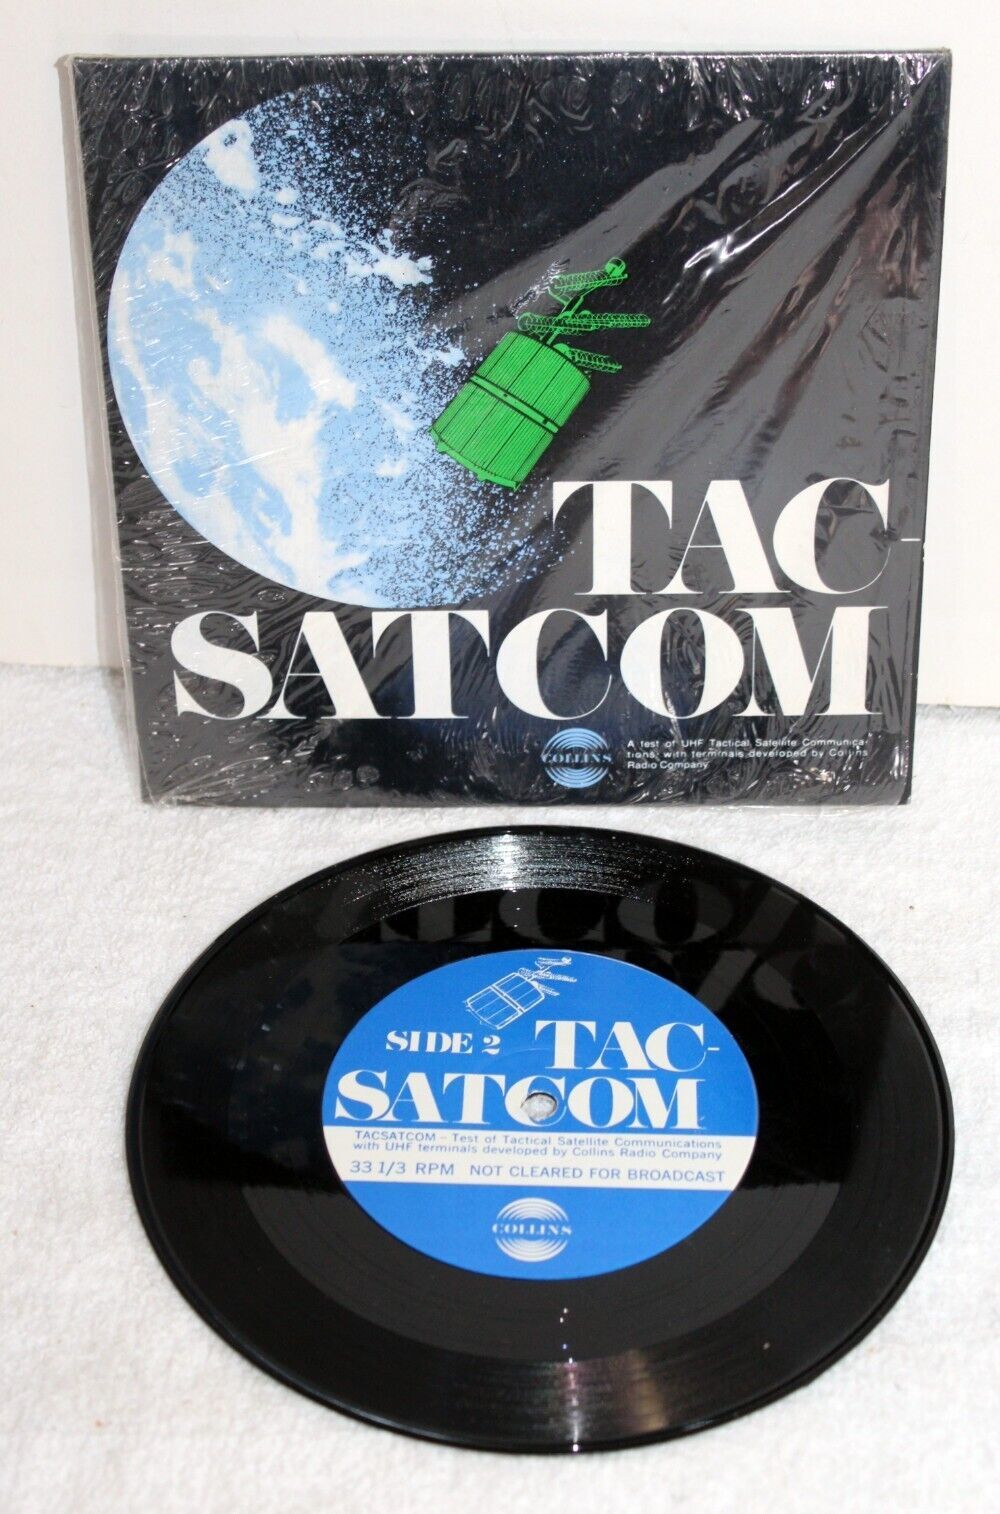 TAC-
SATCOM
COLLINS
A test of UHF Tactical Satellite Communica-
tions, with terminals developed by Collins
Radio Company
SIDE 2 TAC-
SATCOM
TACSATCOM – Test of Tactical Satellite Communications
with UHF terminals developed by Collins Radio Company
33 1/3 RPM NOT CLEARED FOR BROADCAST
COLLINS